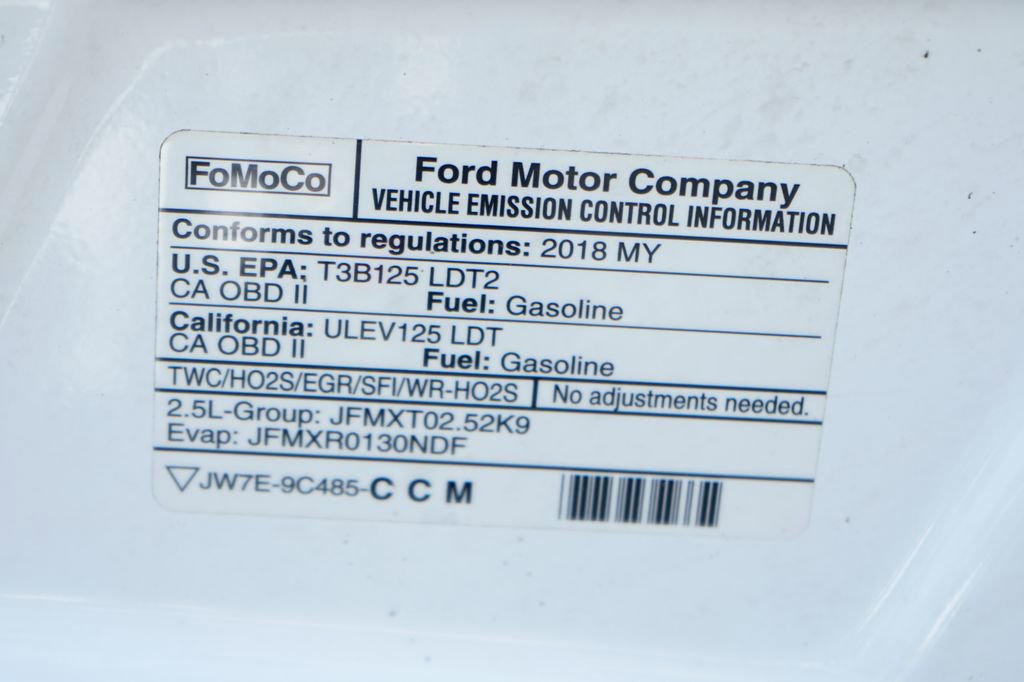 FoMoCo
Ford Motor Company
VEHICLE EMISSION CONTROL INFORMATION
Conforms to regulations: 2018 MY
U.S. EPA: T3B125 LDT2
CA OBD II Fuel: Gasoline
California: ULEV125 LDT
CA OBD II Fuel: Gasoline
TWC/HO2S/EGR/SFI/WR-HO2S No adjustments needed.
2.5L-Group: JFMXT02.52K9
Evap: JFMXR0130NDF
JW7E-9C485-C C M